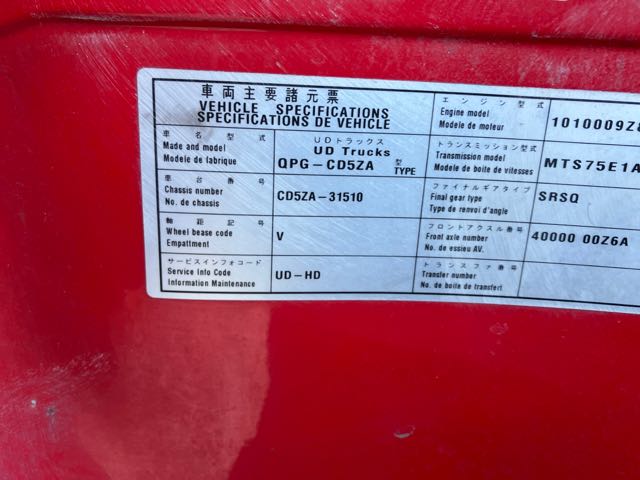 車両主要諸元票
VEHICLE SPECIFICATIONS
SPECIFICATIONS DE VEHICLE
車名型式
Made and model
Modele de fabrique
UDトラックス
UD Trucks
QPG-CD5ZA 型 TYPE
車台番号
Chassis number
No. de chassis
CD5ZA-31510
軸距記号
Wheel bease code
Empattment
V
サービスインフォコード
Service Info Code
Information Maintenance
UD-HD
エンジン型式
Engine model
Modele de moteur
1010009Z
トランスミッション型式
Transmission model
Modele de boite de vitesses
MTS75E1A
ファイナルギアタイプ
Final gear type
Type de renvoi d'angle
SRSQ
フロントアクスル番号
Front axle number
No. de essieu AV.
40000 00Z6A
トランスファ番号
Transfer number
No. de boite de transfert